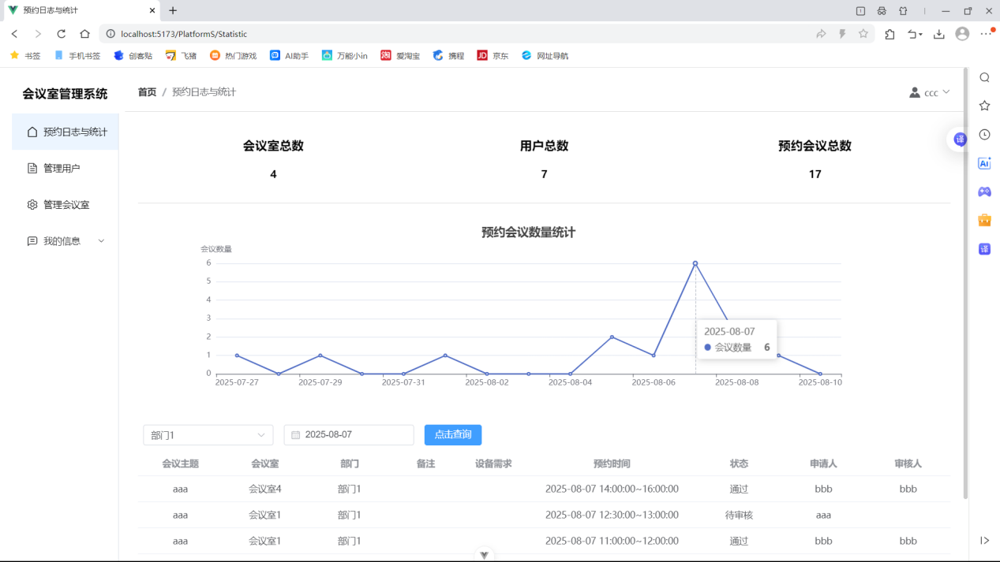 预约日志与统计
localhost:5173/PlatformS/Statistic
书签 手机书签 创客贴 飞猪 热门游戏 AI助手 万能小in 爱淘宝 携程 京东 网址导航
会议室管理系统
首页 / 预约日志与统计
ccc
预约日志与统计
管理用户
管理会议室
我的信息
会议室总数 用户总数 预约会议总数
4 7 17
预约会议数量统计
会议数量
6
5
4
3
2
1
0
2025-07-27 2025-07-29 2025-07-31 2025-08-02 2025-08-04 2025-08-06 2025-08-08 2025-08-10
2025-08-07
会议数量 6
部门1 2025-08-07 点击查询
会议主题 会议室 部门 备注 设备需求 预约时间 状态 申请人 审核人
aaa 会议室4 部门1 2025-08-07 14:00:00~16:00:00 通过 bbb bbb
aaa 会议室1 部门1 2025-08-07 12:30:00~13:00:00 待审核 aaa
aaa 会议室1 部门1 2025-08-07 11:00:00~12:00:00 通过 bbb bbb
译
Ai
译